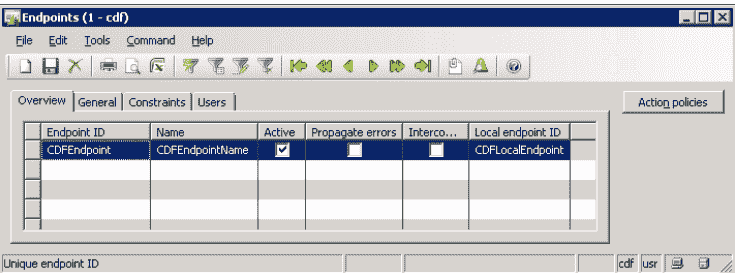 Endpoints (1 - cdf)
File Edit Tools Command Help
Overview General Constraints Users
Action policies
Endpoint ID Name Active Propagate errors Interco... Local endpoint ID
CDFEndpoint CDFEndpointName CDFLocalEndpoint
Unique endpoint ID cdf usr